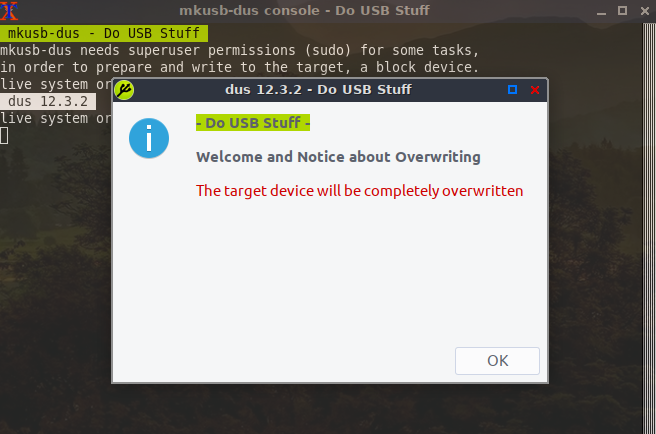 mkusb-dus console - Do USB Stuff
mkusb-dus - Do USB Stuff
mkusb-dus needs superuser permissions (sudo) for some tasks,
in order to prepare and write to the target, a block device.
live system or
dus 12.3.2
live system or
dus 12.3.2 - Do USB Stuff
- Do USB Stuff -
Welcome and Notice about Overwriting
The target device will be completely overwritten
OK